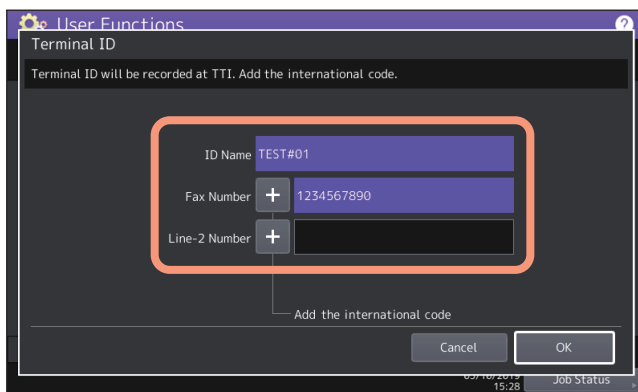 User Functions
?
Terminal ID
Terminal ID will be recorded at TTI. Add the international code.
ID Name TEST#01
Fax Number + 1234567890
Line-2 Number +
Add the international code
Cancel OK
15:28 Job Status